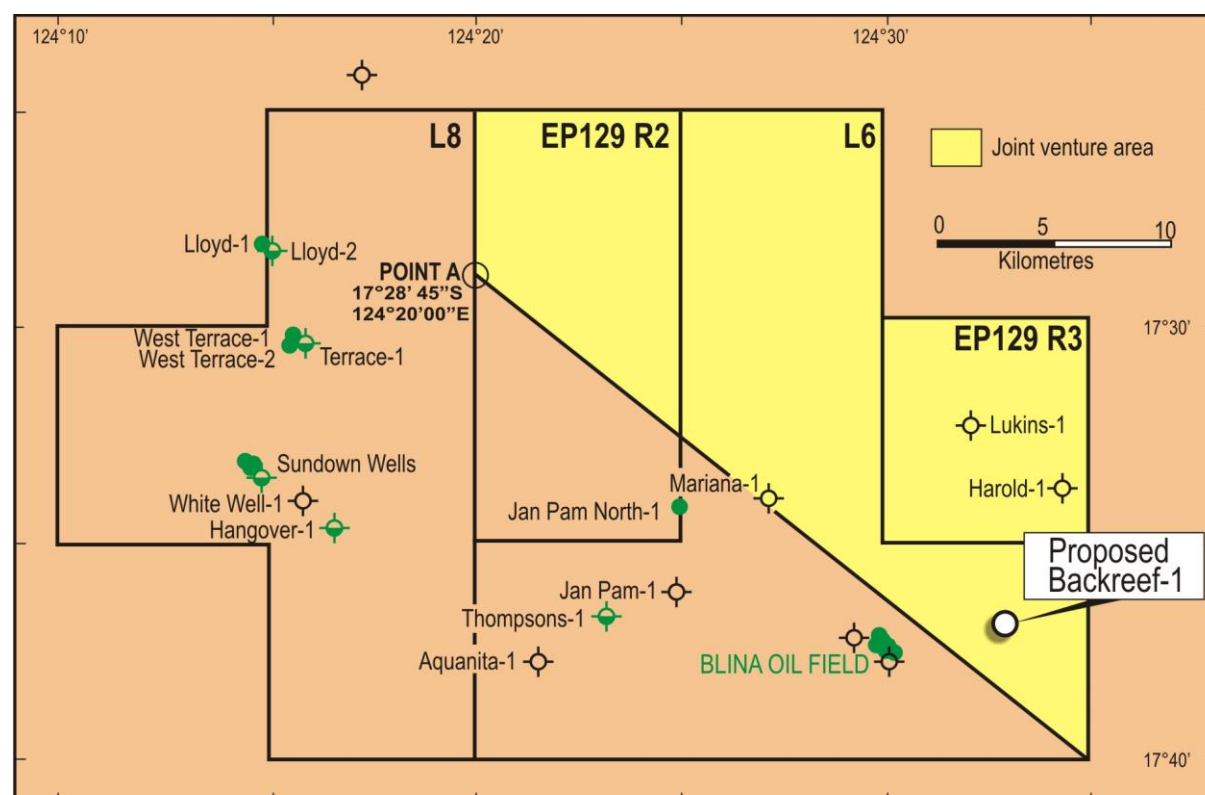 124°10'
124°20'
124°30'
L8
EP129 R2
L6
Joint venture area
0
5
10
Kilometres
Lloyd-1
Lloyd-2
POINT A
17°28' 45"S
124°20'00"E
17°30'
West Terrace-1
West Terrace-2
Terrace-1
EP129 R3
Lukins-1
Sundown Wells
White Well-1
Hangover-1
Mariana-1
Harold-1
Jan Pam North-1
Proposed
Backreef-1
Jan Pam-1
Thompsons-1
Aquanita-1
BLINA OIL FIELD
17°40'